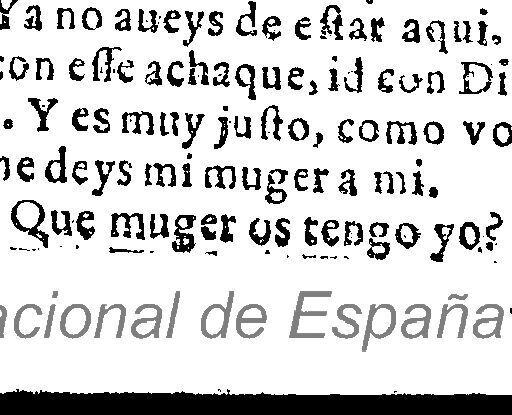 Ya no aueys de eſtar aqui,
con eſſe achaque, id con Di
. Y es muy juſto, como vo
me deys mi muger a mi.
Que muger os tengo yo?
acional de España